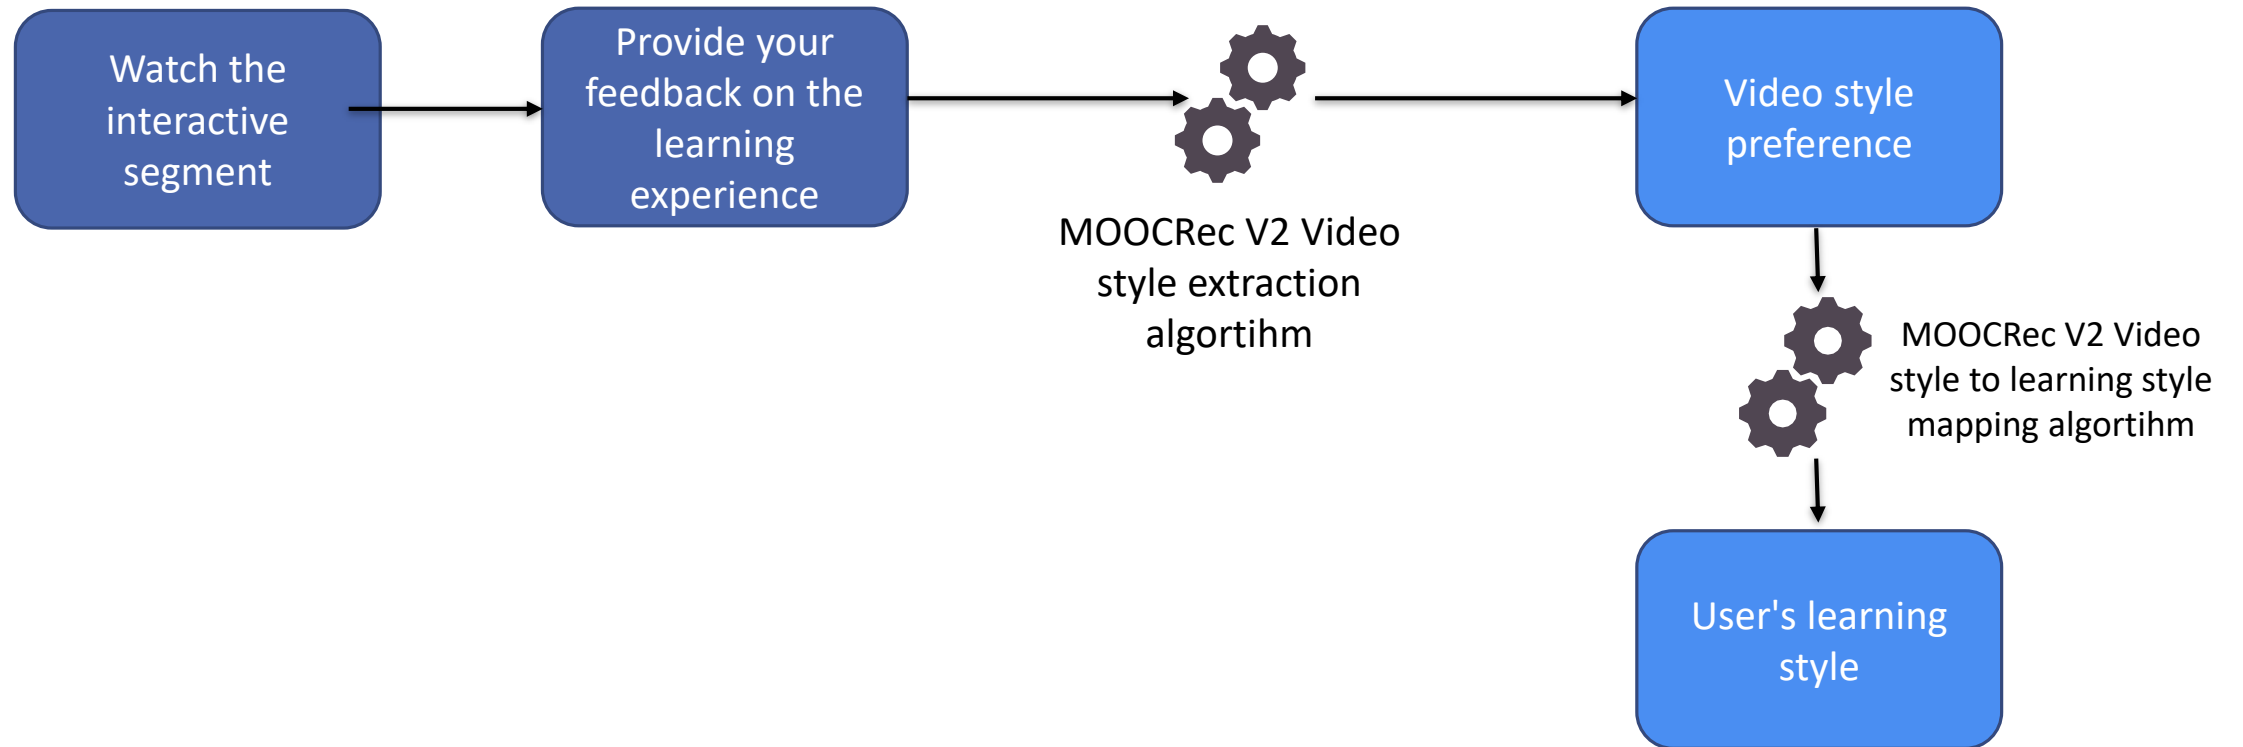 Watch the
interactive
segment
Provide your
feedback on the
learning
experience
MOOCRec V2 Video
style extraction
algortihm
Video style
preference
MOOCRec V2 Video
style to learning style
mapping algortihm
User's learning
style